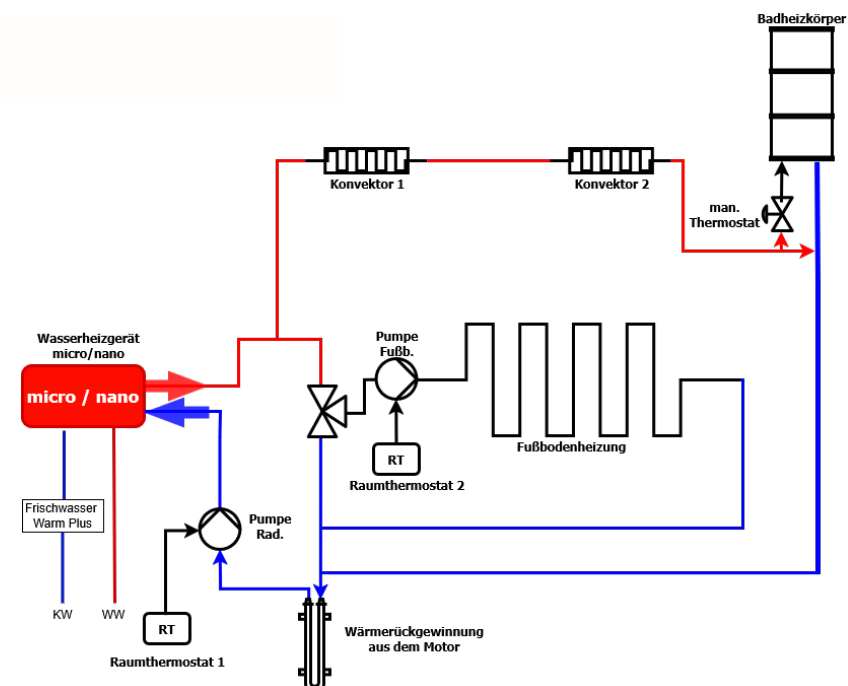 Badheizkörper
Konvektor 1
Konvektor 2
man.
Thermostat
Wasserheizgerät
micro/nano
micro / nano
Pumpe
Fußb.
RT
Raumthermostat 2
Fußbodenheizung
Frischwasser
Warm Plus
Pumpe
Rad.
KW
WW
RT
Raumthermostat 1
Wärmerückgewinnung
aus dem Motor